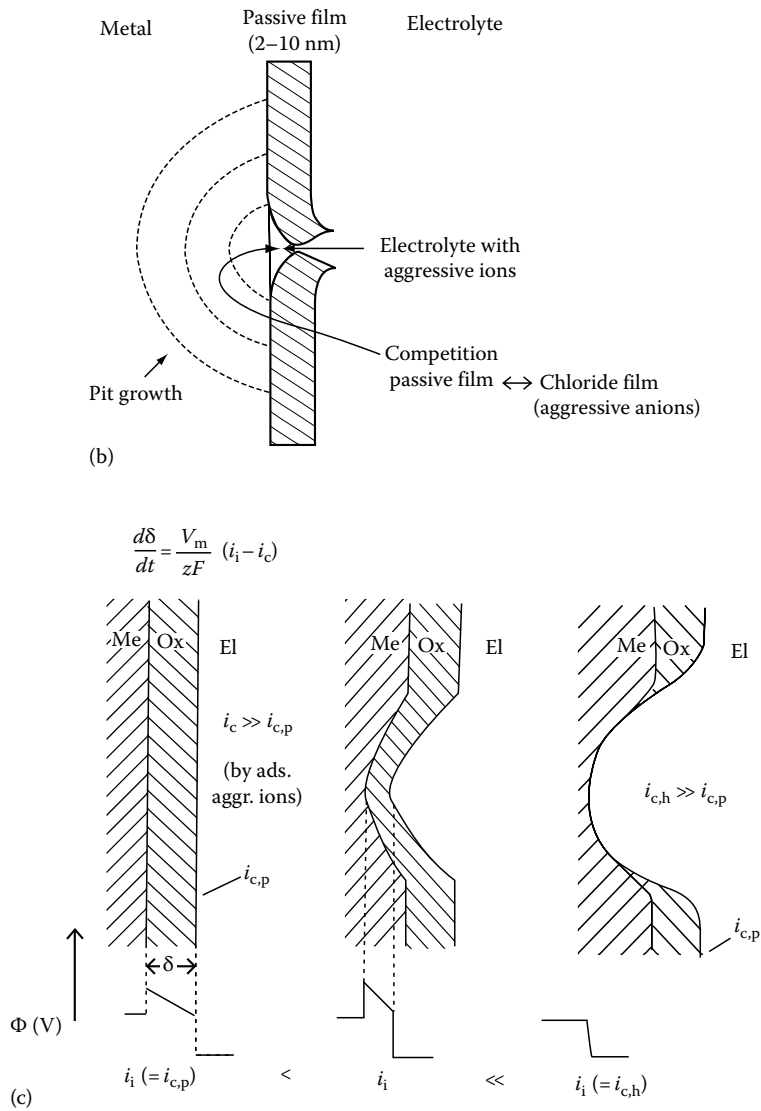 Metal
Passive film
(2–10 nm)
Electrolyte
Electrolyte with
aggressive ions
Competition
passive film ↔ Chloride film
(aggressive anions)
Pit growth
(b)
dδ/dt = Vm/zF (ii – ic)
Me Ox El
ic >> ic,p
(by ads.
aggr. ions)
ic,p
δ
Me Ox El
Me Ox El
ic,h >> ic,p
ic,p
Φ (V)
ii (= ic,p) < ii << ii (= ic,h)
(c)